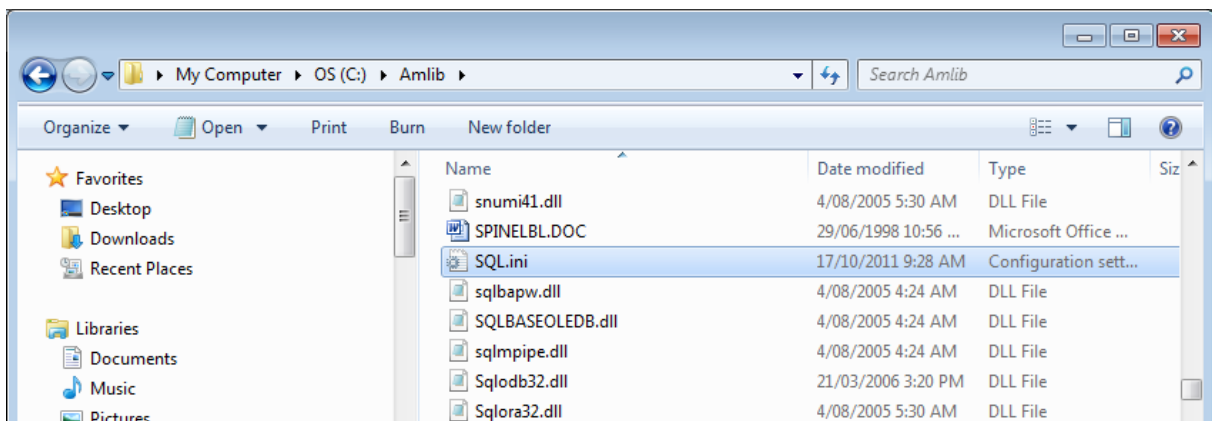 My Computer OS (C:) Amlib Search Amlib
Organize Open Print Burn New folder
Name Date modified Type Siz
Favorites
Desktop
Downloads
Recent Places
Libraries
Documents
Music
Pictures
snumi41.dll 4/08/2005 5:30 AM DLL File
SPINELBL.DOC 29/06/1998 10:56 ... Microsoft Office ...
SQL.ini 17/10/2011 9:28 AM Configuration sett...
sqlbapw.dll 4/08/2005 4:24 AM DLL File
SQLBASEOLEDB.dll 4/08/2005 4:24 AM DLL File
sqlmpipe.dll 4/08/2005 4:24 AM DLL File
Sqlodb32.dll 21/03/2006 3:20 PM DLL File
Sqlora32.dll 4/08/2005 5:30 AM DLL File